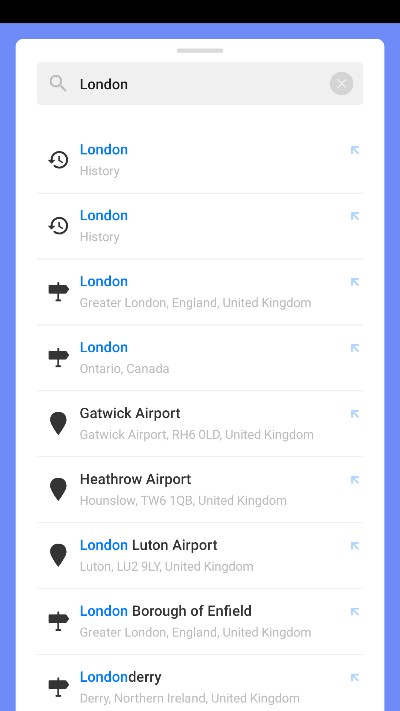 London
London
History
London
History
London
Greater London, England, United Kingdom
London
Ontario, Canada
Gatwick Airport
Gatwick Airport, RH6 0LD, United Kingdom
Heathrow Airport
Hounslow, TW6 1QB, United Kingdom
London Luton Airport
Luton, LU2 9LY, United Kingdom
London Borough of Enfield
Greater London, England, United Kingdom
Londonderry
Derry, Northern Ireland, United Kingdom